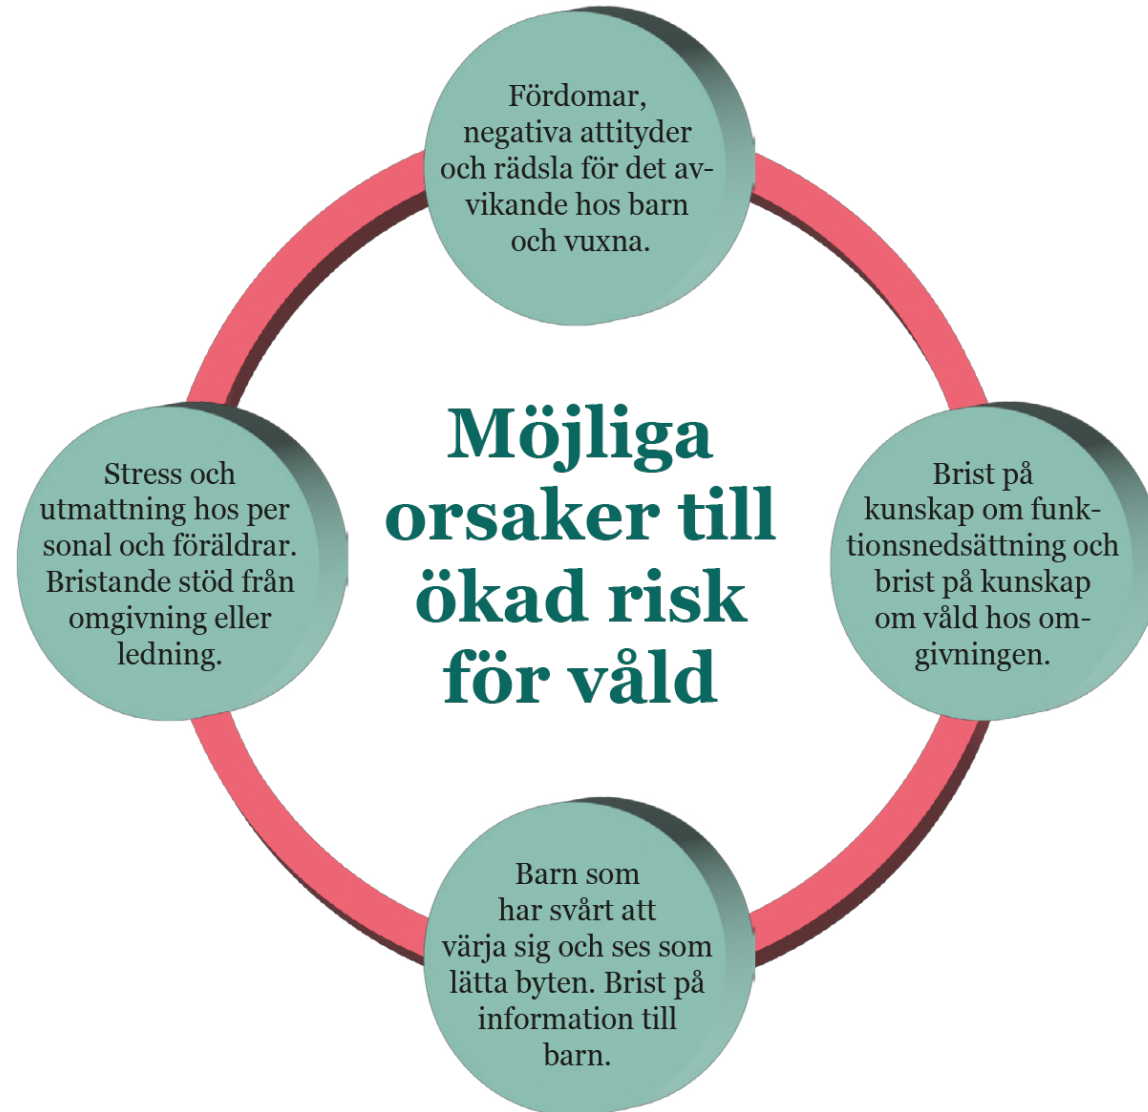 Fördomar,
negativa attityder
och rädsla för det av-
vikande hos barn
och vuxna.
Stress och
utmattning hos per
sonal och föräldrar.
Bristande stöd från
omgivning eller
ledning.
Möjliga
orsaker till
ökad risk
för våld
Brist på
kunskap om funk-
tionsnedsättning och
brist på kunskap
om våld hos om-
givningen.
Barn som
har svårt att
värja sig och ses som
lätta byten. Brist på
information till
barn.